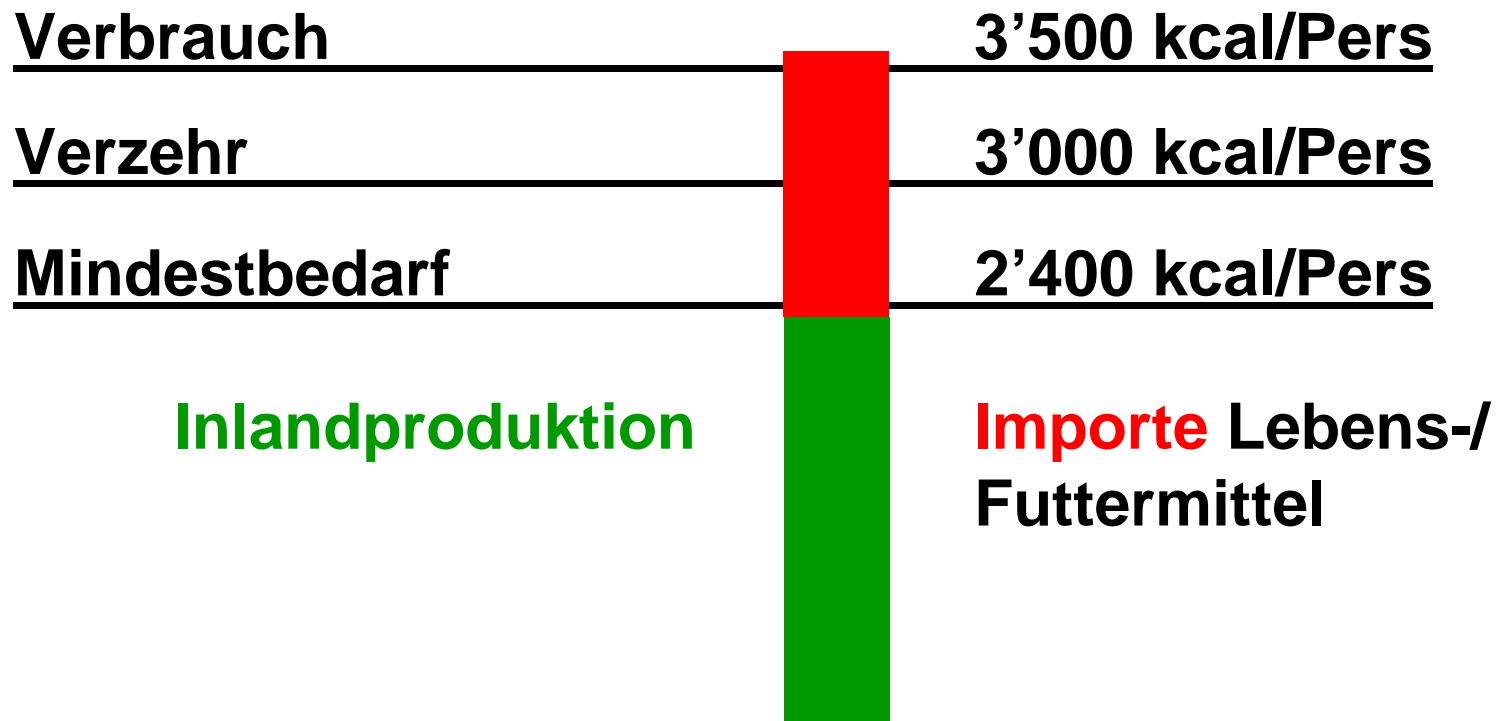 Verbrauch 3’500 kcal/Pers
Verzehr 3’000 kcal/Pers
Mindestbedarf 2’400 kcal/Pers
Inlandproduktion Importe Lebens-/
Futtermittel